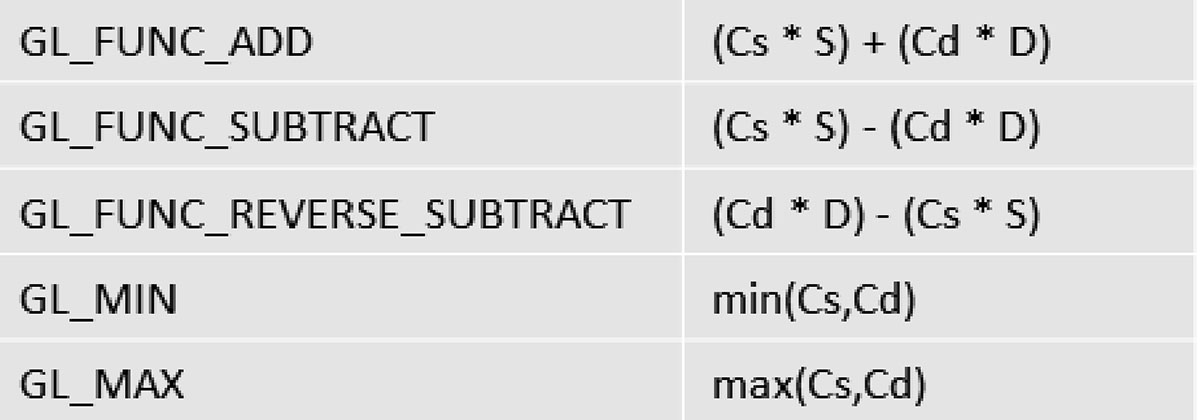 GL_FUNC_ADD (Cs * S) + (Cd * D)
GL_FUNC_SUBTRACT (Cs * S) - (Cd * D)
GL_FUNC_REVERSE_SUBTRACT (Cd * D) - (Cs * S)
GL_MIN min(Cs,Cd)
GL_MAX max(Cs,Cd)